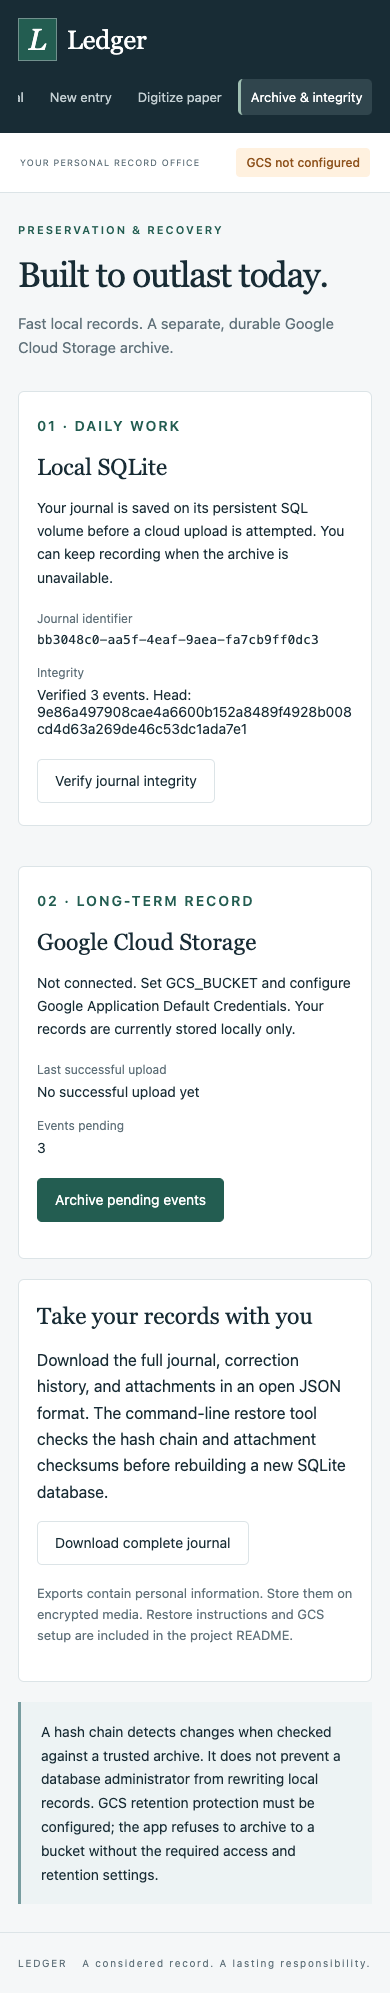 L Ledger
al New entry Digitize paper Archive & integrity
YOUR PERSONAL RECORD OFFICE GCS not configured
PRESERVATION & RECOVERY
Built to outlast today.
Fast local records. A separate, durable Google
Cloud Storage archive.
01 · DAILY WORK
Local SQLite
Your journal is saved on its persistent SQL
volume before a cloud upload is attempted. You
can keep recording when the archive is
unavailable.
Journal identifier
bb3048c0-aa5f-4eaf-9aea-fa7cb9ff0dc3
Integrity
Verified 3 events. Head:
9e86a497908cae4a6600b152a8489f4928b008
cd4d63a269de46c53dc1ada7e1
Verify journal integrity
02 · LONG-TERM RECORD
Google Cloud Storage
Not connected. Set GCS_BUCKET and configure
Google Application Default Credentials. Your
records are currently stored locally only.
Last successful upload
No successful upload yet
Events pending
3
Archive pending events
Take your records with you
Download the full journal, correction
history, and attachments in an open JSON
format. The command-line restore tool
checks the hash chain and attachment
checksums before rebuilding a new SQLite
database.
Download complete journal
Exports contain personal information. Store them on
encrypted media. Restore instructions and GCS
setup are included in the project README.
A hash chain detects changes when checked
against a trusted archive. It does not prevent a
database administrator from rewriting local
records. GCS retention protection must be
configured; the app refuses to archive to a
bucket without the required access and
retention settings.
LEDGER A considered record. A lasting responsibility.